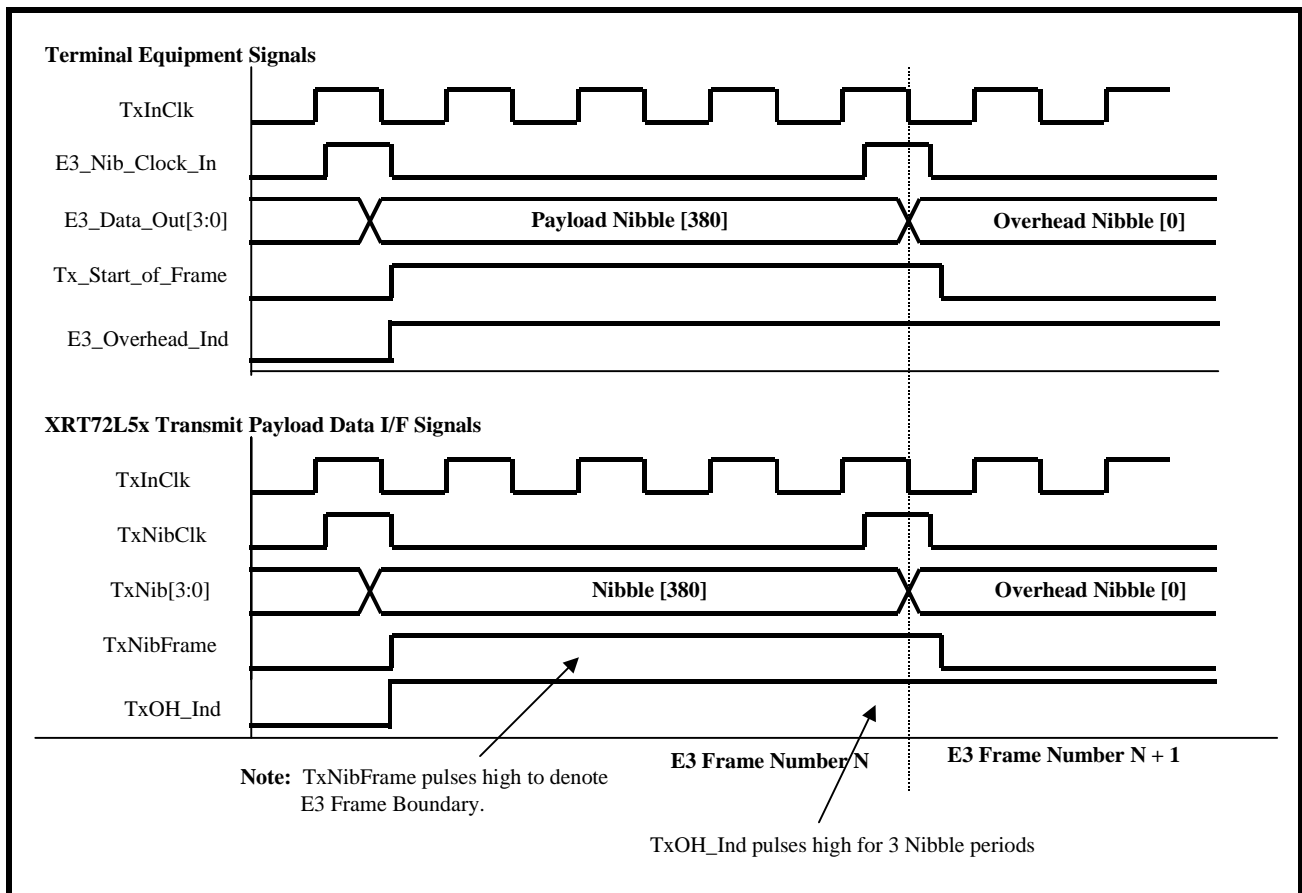 Terminal Equipment Signals
TxInClk
E3_Nib_Clock_In
E3_Data_Out[3:0]
Payload Nibble [380]
Overhead Nibble [0]
Tx_Start_of_Frame
E3_Overhead_Ind
XRT72L5x Transmit Payload Data I/F Signals
TxInClk
TxNibClk
TxNib[3:0]
Nibble [380]
Overhead Nibble [0]
TxNibFrame
TxOH_Ind
E3 Frame Number N
E3 Frame Number N + 1
Note: TxNibFrame pulses high to denote
E3 Frame Boundary.
TxOH_Ind pulses high for 3 Nibble periods